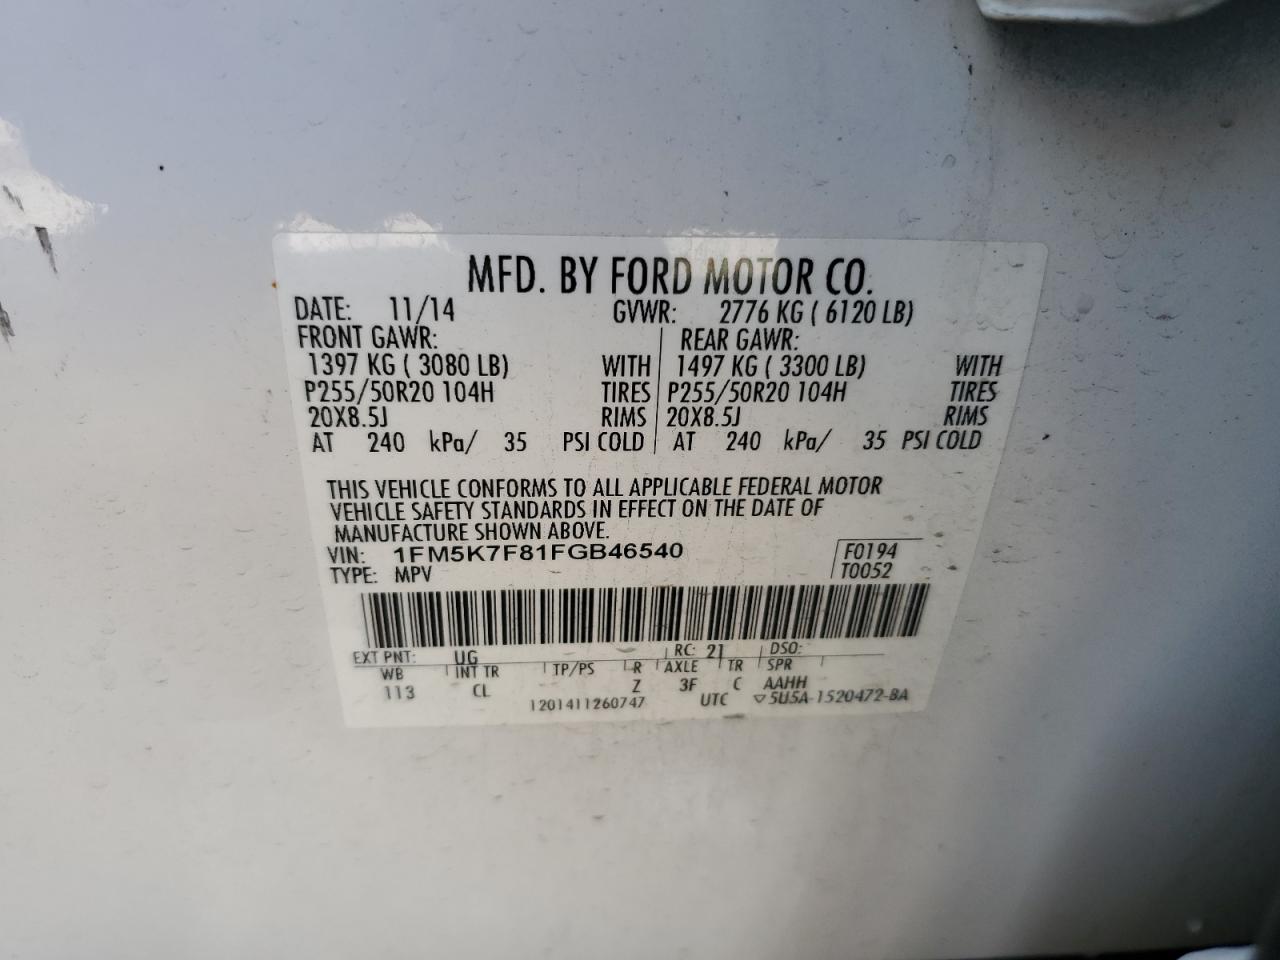 MFD. BY FORD MOTOR CO.
DATE: 11/14 GVWR: 2776 KG ( 6120 LB)
FRONT GAWR: REAR GAWR:
1397 KG ( 3080 LB) WITH 1497 KG ( 3300 LB) WITH
P255/50R20 104H TIRES P255/50R20 104H TIRES
20X8.5J RIMS 20X8.5J RIMS
AT 240 kPa/ 35 PSI COLD AT 240 kPa/ 35 PSI COLD
THIS VEHICLE CONFORMS TO ALL APPLICABLE FEDERAL MOTOR
VEHICLE SAFETY STANDARDS IN EFFECT ON THE DATE OF
MANUFACTURE SHOWN ABOVE.
VIN: 1FM5K7F81FGB46540 F0194
TYPE: MPV T0052
EXT PNT: UG RC: 21 DSO:
WB INT TR TP/PS R AXLE TR SPR
113 CL Z 3F C AAHH
1201411260747 UTC ▽5U5A-1520472-BA